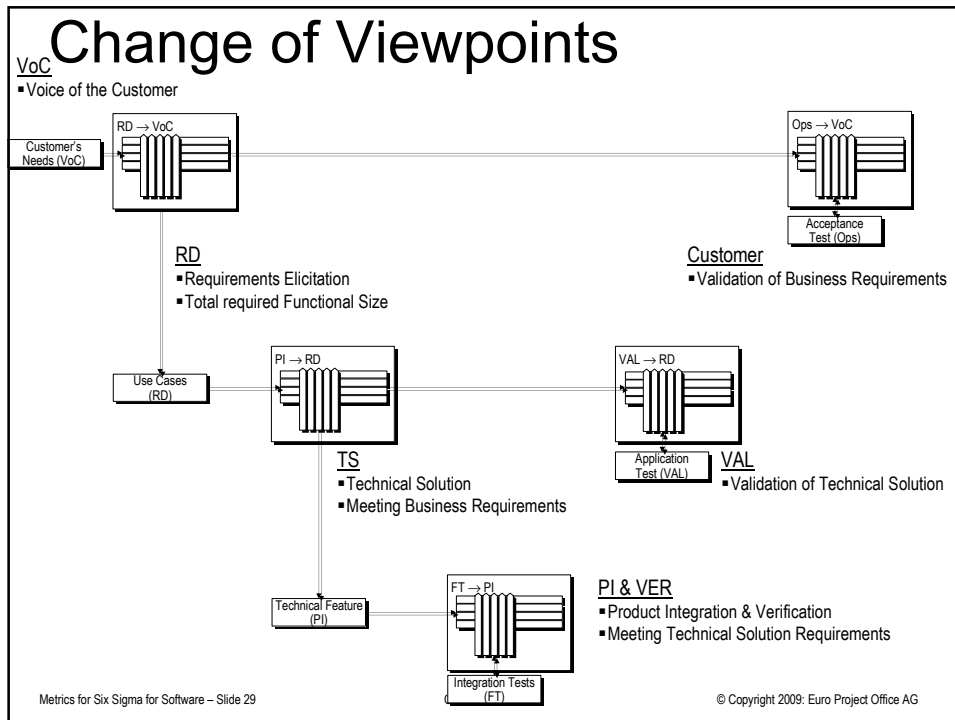 Change of Viewpoints
VoC
▪Voice of the Customer
RD → VoC
Customer's
Needs (VoC)
Ops → VoC
Acceptance
Test (Ops)
RD
▪Requirements Elicitation
▪Total required Functional Size
Customer
▪Validation of Business Requirements
Use Cases
(RD)
PI → RD
VAL → RD
Application
Test (VAL)
TS
▪Technical Solution
▪Meeting Business Requirements
VAL
▪Validation of Technical Solution
Technical Feature
(PI)
FT → PI
Integration Tests
(FT)
PI & VER
▪Product Integration & Verification
▪Meeting Technical Solution Requirements
Metrics for Six Sigma for Software – Slide 29
© Copyright 2009: Euro Project Office AG